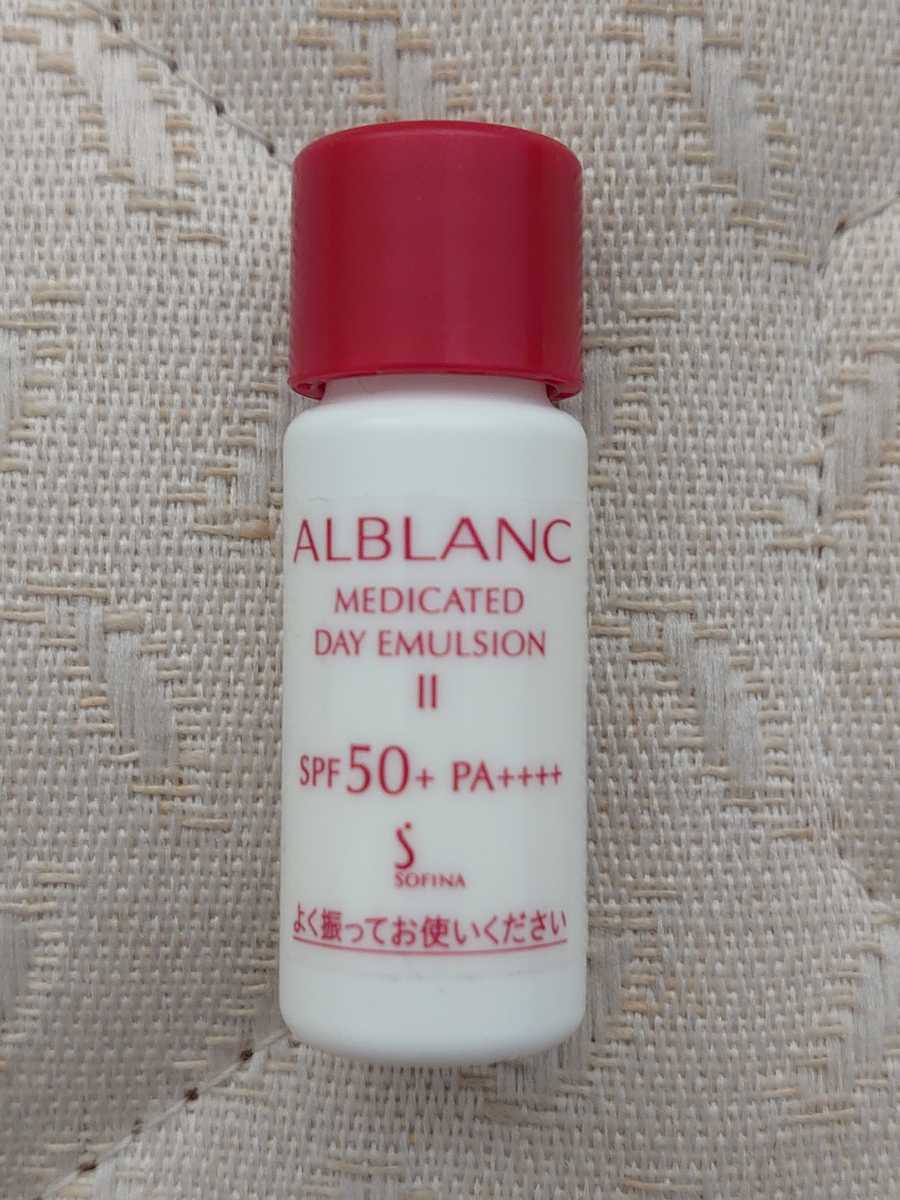 ALBLANC
MEDICATED
DAY EMULSION
II
SPF50+ PA++++
SOFINA
よく振ってお使いください